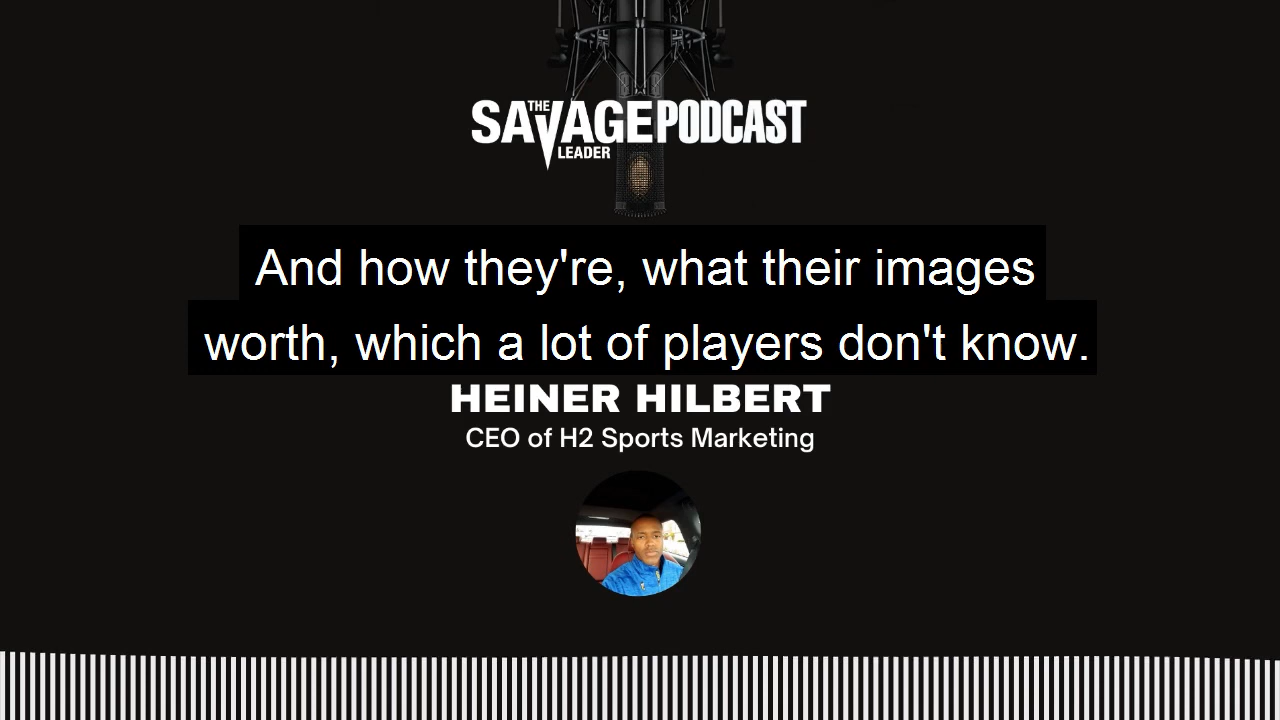 THE
SAVAGE PODCAST
LEADER
And how they're, what their images
worth, which a lot of players don't know.
HEINER HILBERT
CEO of H2 Sports Marketing